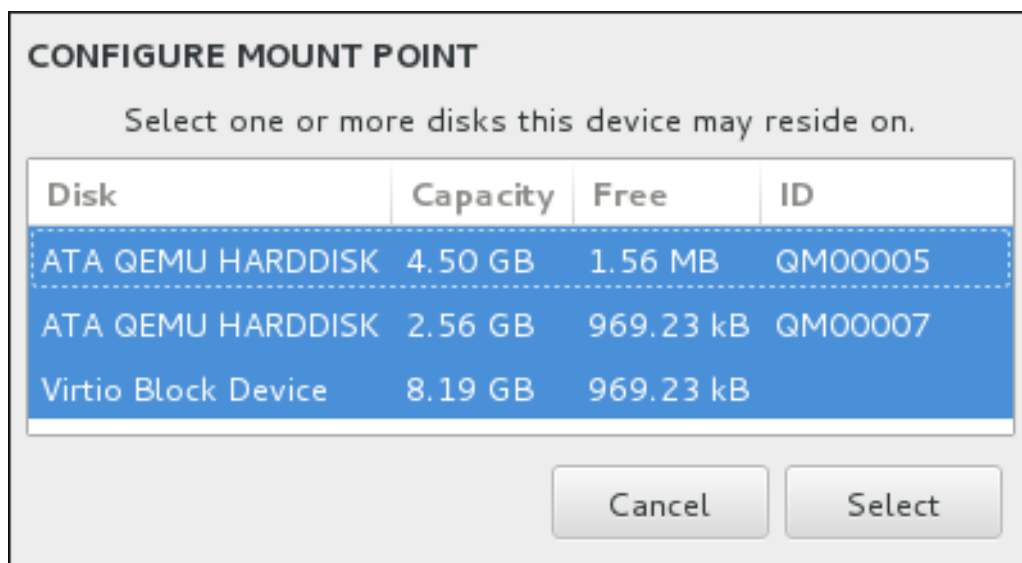 CONFIGURE MOUNT POINT
Select one or more disks this device may reside on.
Disk Capacity Free ID
ATA QEMU HARDDISK 4.50 GB 1.56 MB QM00005
ATA QEMU HARDDISK 2.56 GB 969.23 kB QM00007
Virtio Block Device 8.19 GB 969.23 kB
Cancel Select